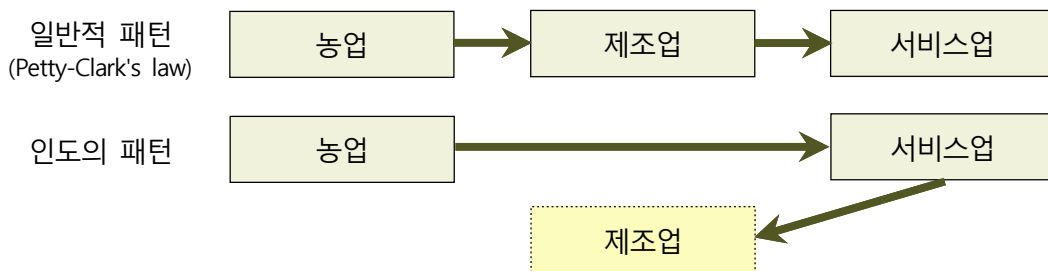 일반적 패턴
(Petty-Clark's law)
농업
제조업
서비스업
인도의 패턴
농업
서비스업
제조업